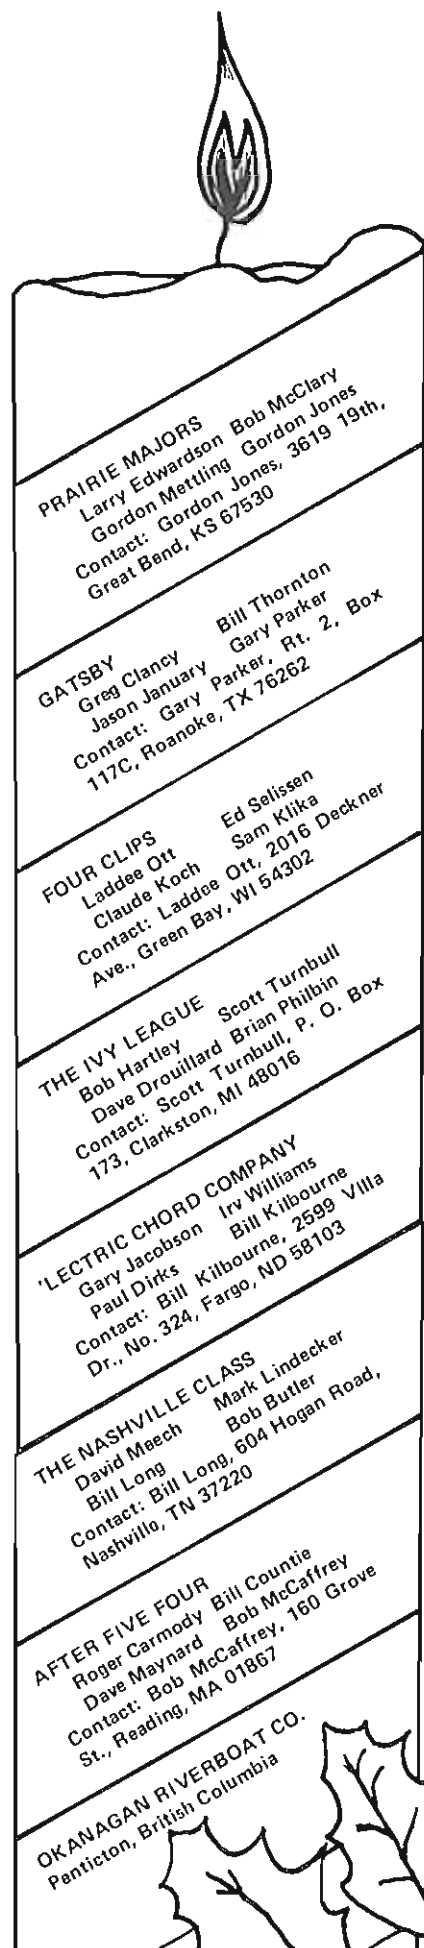 PRAIRIE MAJORS
Larry Edwardson Bob McClary
Gordon Mettling Gordon Jones
Contact: Gordon Jones, 3619 19th,
Great Bend, KS 67530
GATSBY
Greg Clancy Bill Thornton
Jason January Gary Parker
Contact: Gary Parker, Rt. 2, Box
117C, Roanoke, TX 76262
FOUR CLIPS
Laddee Ott Ed Selissen
Claude Koch Sam Klika
Contact: Laddee Ott, 2016 Deckner
Ave., Green Bay, WI 54302
THE IVY LEAGUE
Bob Hartley Scott Turnbull
Dave Drouillard Brian Philbin
Contact: Scott Turnbull, P. O. Box
173, Clarkston, MI 48016
'LECTRIC CHORD COMPANY
Gary Jacobson Irv Williams
Paul Dirks Bill Kilbourne
Contact: Bill Kilbourne, 2599 Villa
Dr., No. 324, Fargo, ND 58103
THE NASHVILLE CLASS
David Meech Mark Lindecker
Bill Long Bob Butler
Contact: Bill Long, 604 Hogan Road,
Nashville, TN 37220
AFTER FIVE FOUR
Roger Carmody Bill Countie
Dave Maynard Bob McCaffrey
Contact: Bob McCaffrey, 160 Grove
St., Reading, MA 01867
OKANAGAN RIVERBOAT CO.
Penticton, British Columbia